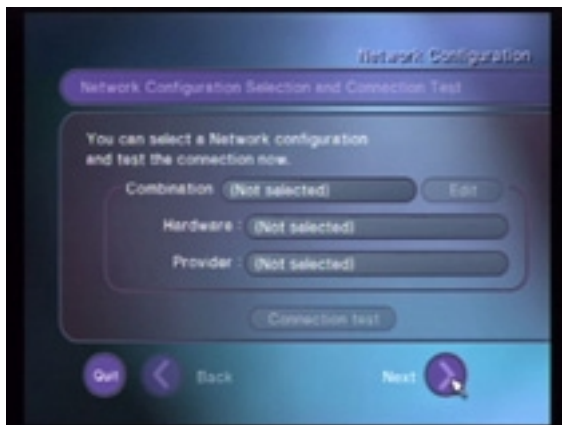 Network Configuration
Network Configuration Selection and Connection Test
You can select a Network configuration
and test the connection now.
Combination (Not selected) Edit
Hardware : (Not selected)
Provider : (Not selected)
Connection test
Quit Back Next